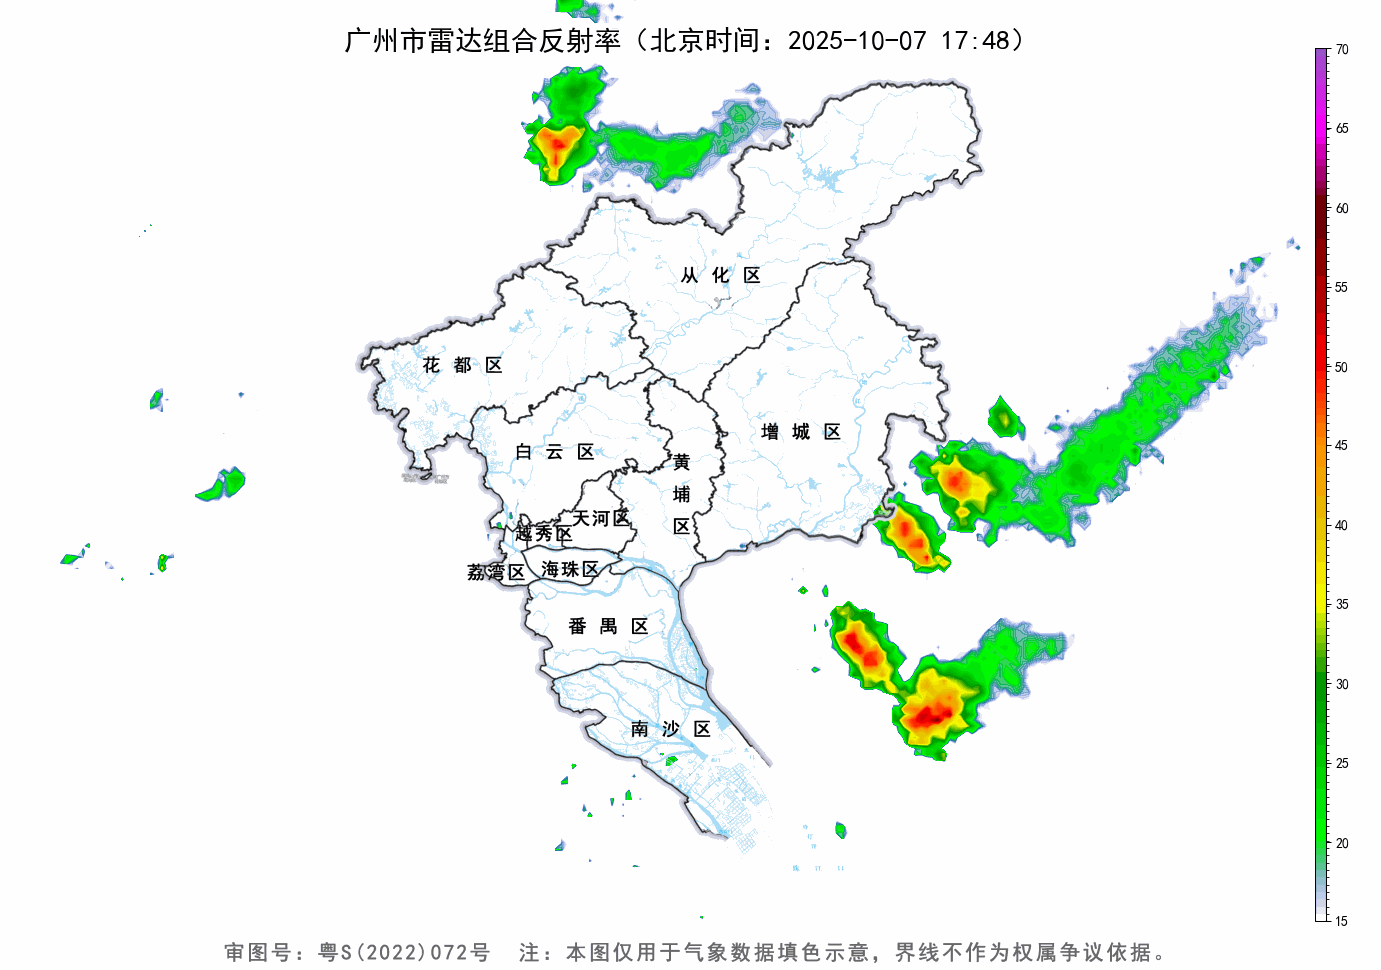 广州市雷达组合反射率（北京时间：2025-10-07 17:48）
70
65
60
55
50
45
40
35
30
25
20
15
从化区
花都区
增城区
白云区
黄埔区
天河区
越秀区
荔湾区
海珠区
番禺区
南沙区
审图号：粤S(2022)072号 注：本图仅用于气象数据填色示意，界线不作为权属争议依据。